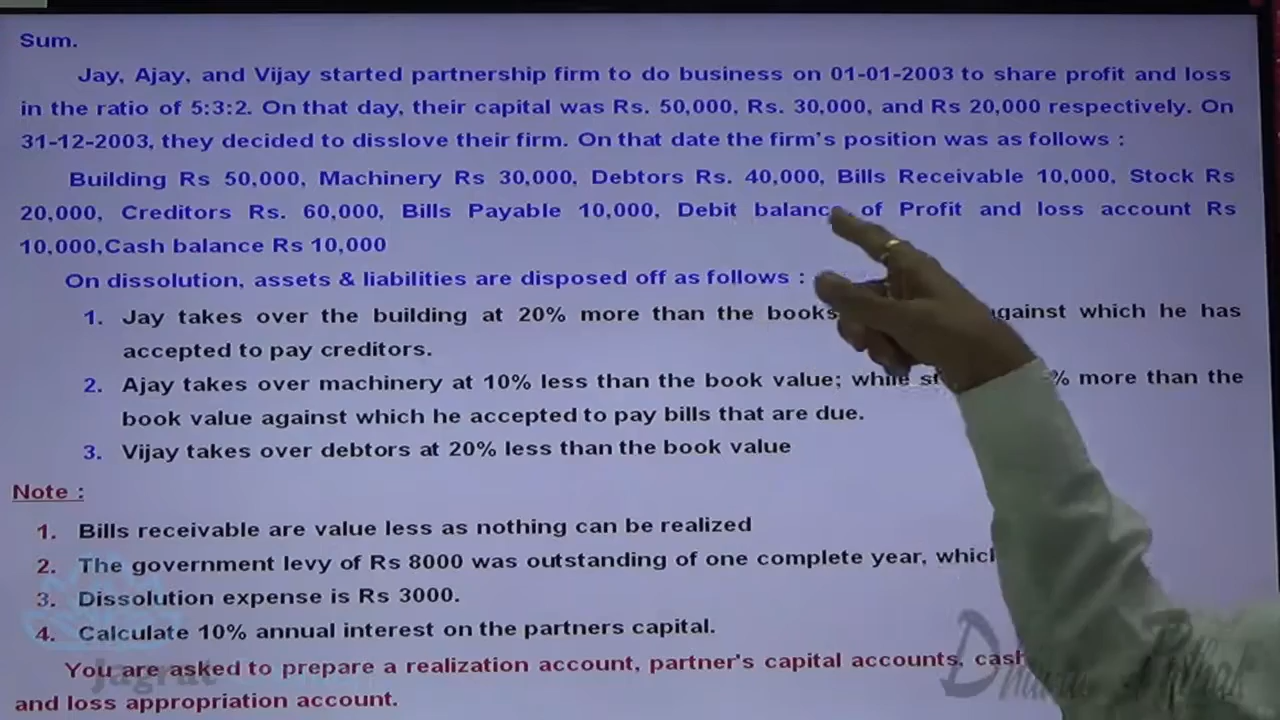 Sum.
Jay, Ajay, and Vijay started partnership firm to do business on 01-01-2003 to share profit and loss
in the ratio of 5:3:2. On that day, their capital was Rs. 50,000, Rs. 30,000, and Rs 20,000 respectively. On
31-12-2003, they decided to disslove their firm. On that date the firm's position was as follows :
Building Rs 50,000, Machinery Rs 30,000, Debtors Rs. 40,000, Bills Receivable 10,000, Stock Rs
20,000, Creditors Rs. 60,000, Bills Payable 10,000, Debit balance of Profit and loss account Rs
10,000,Cash balance Rs 10,000
On dissolution, assets & liabilities are disposed off as follows :
1. Jay takes over the building at 20% more than the books against which he has
accepted to pay creditors.
2. Ajay takes over machinery at 10% less than the book value; while % more than the
book value against which he accepted to pay bills that are due.
3. Vijay takes over debtors at 20% less than the book value
Note :
1. Bills receivable are value less as nothing can be realized
2. The government levy of Rs 8000 was outstanding of one complete year,
3. Dissolution expense is Rs 3000.
4. Calculate 10% annual interest on the partners capital.
You are asked to prepare a realization account, partner's capital accounts,
and loss appropriation account.
Jagrut